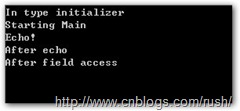 In type initializer
Starting Main
Echo!
After echo
After field access
http://www.cnblogs.com/rush/